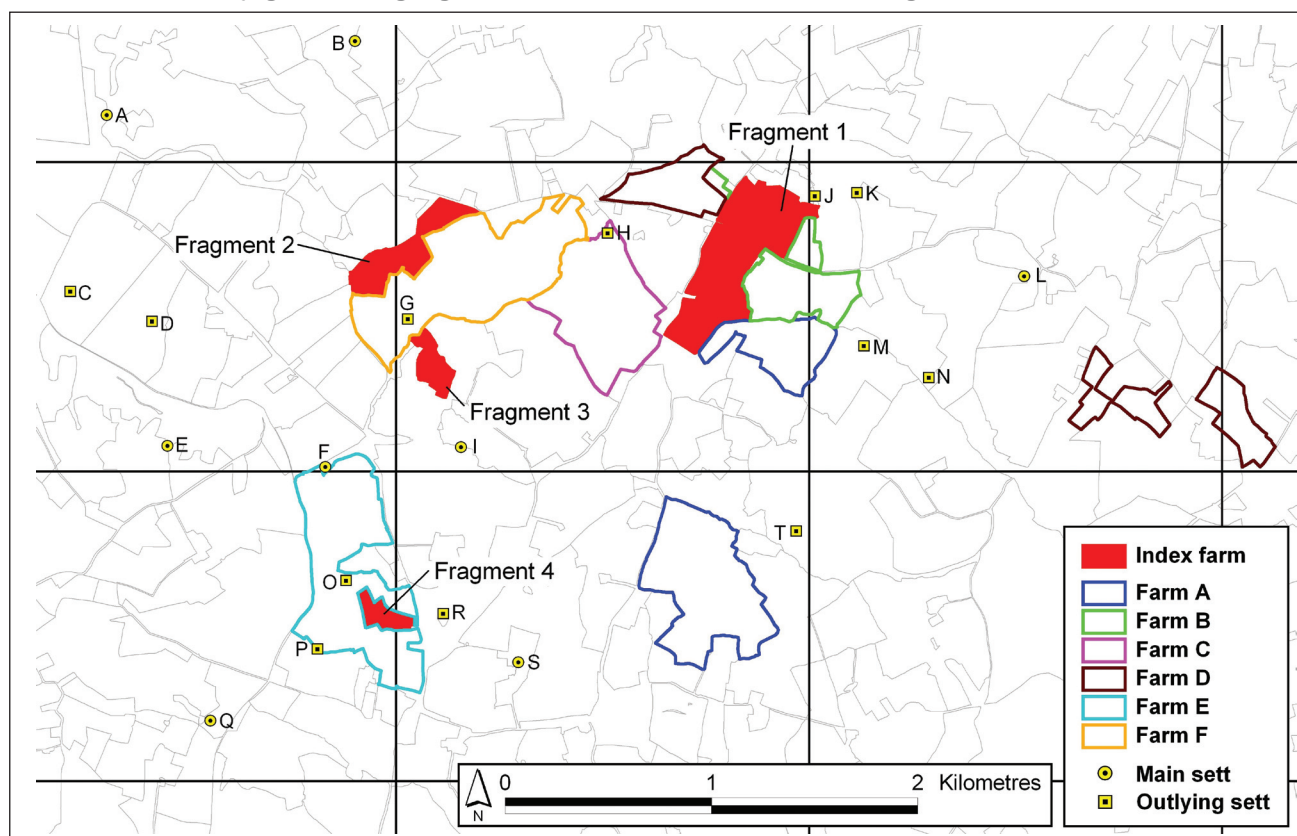 B
A
Fragment 1
J
K
Fragment 2
H
C
G
L
D
M
N
Fragment 3
E
F
I
T
O
Fragment 4
R
P
S
Q
Index farm
Farm A
Farm B
Farm C
Farm D
Farm E
Farm F
Main sett
Outlying sett
N
0 1 2 Kilometres